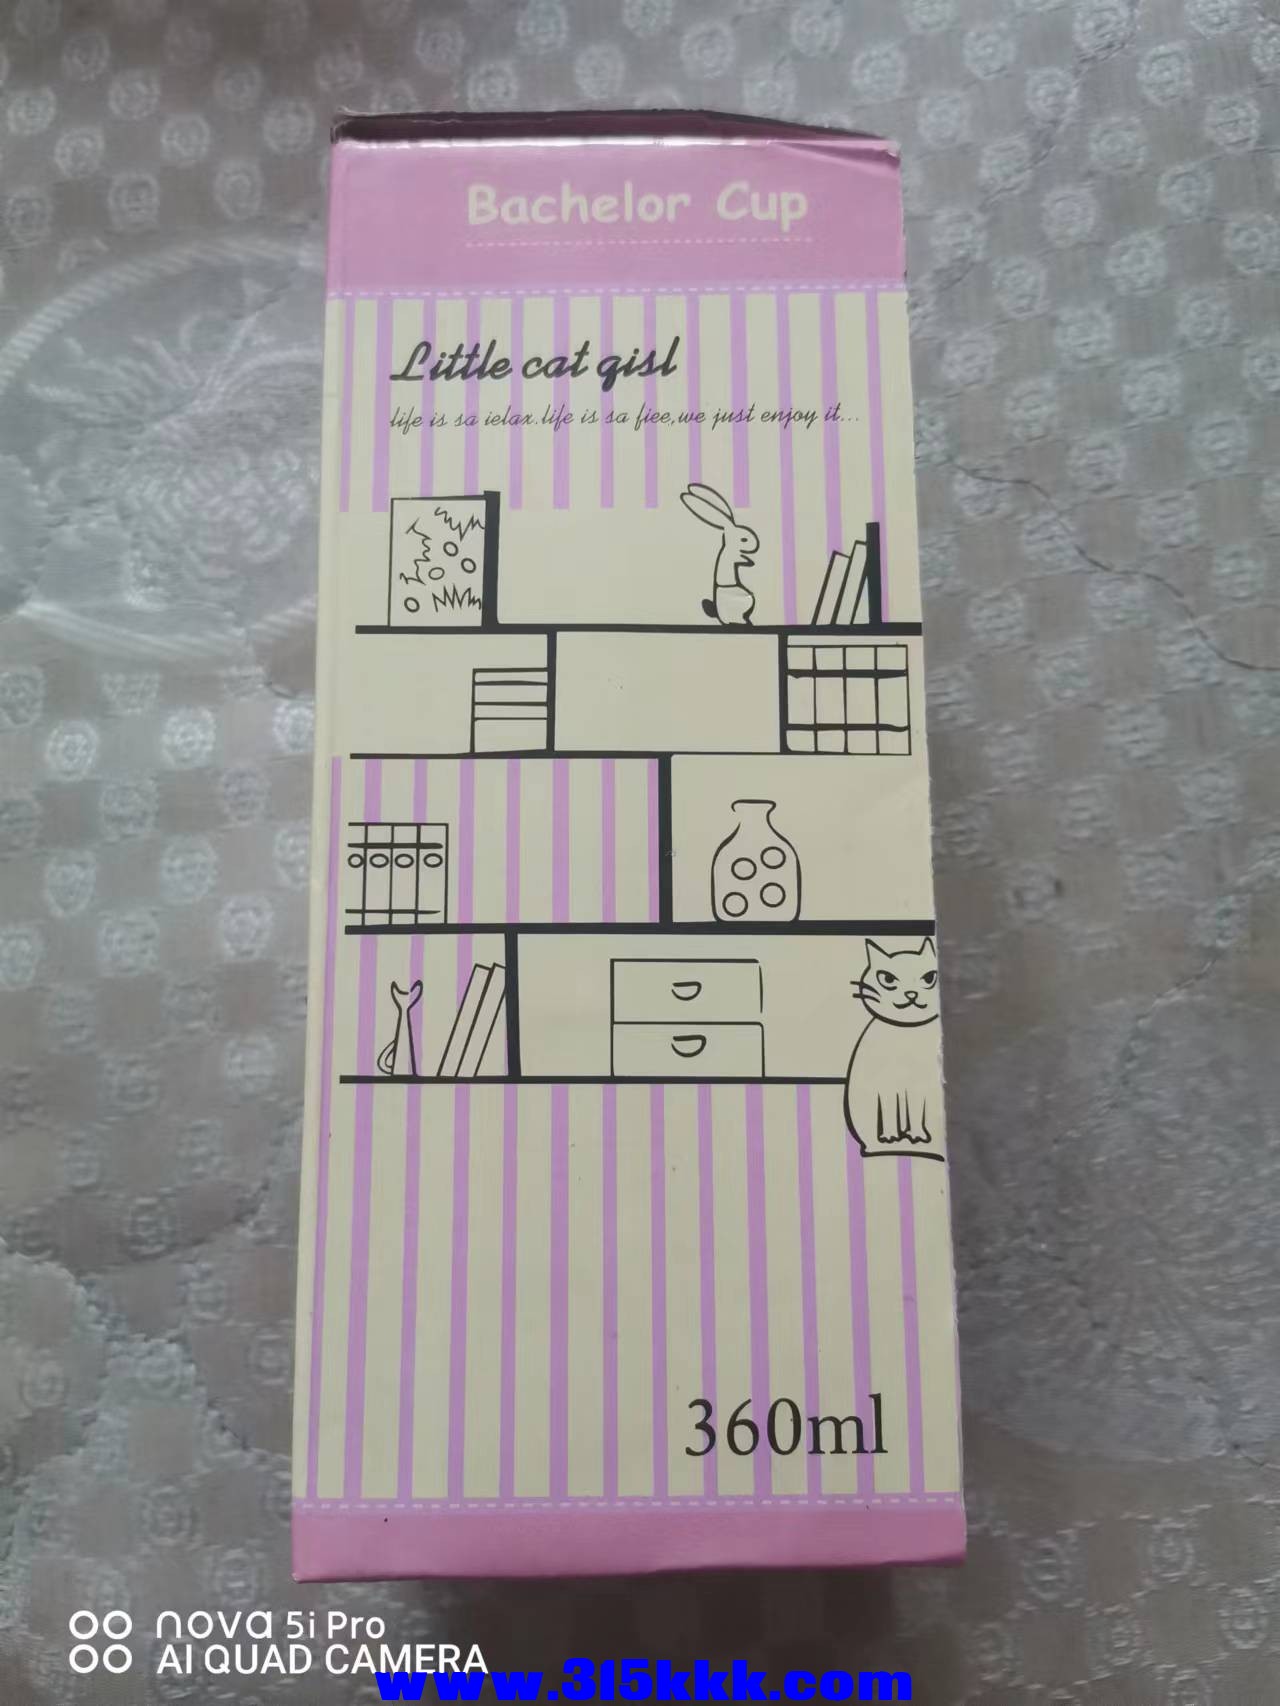 Bachelor Cup
Little cat gisl
life is sa ielax.life is sa fiee,we just enjoy it...
360ml
nova 5i Pro
AI QUAD CAMERA
www.315kkk.com